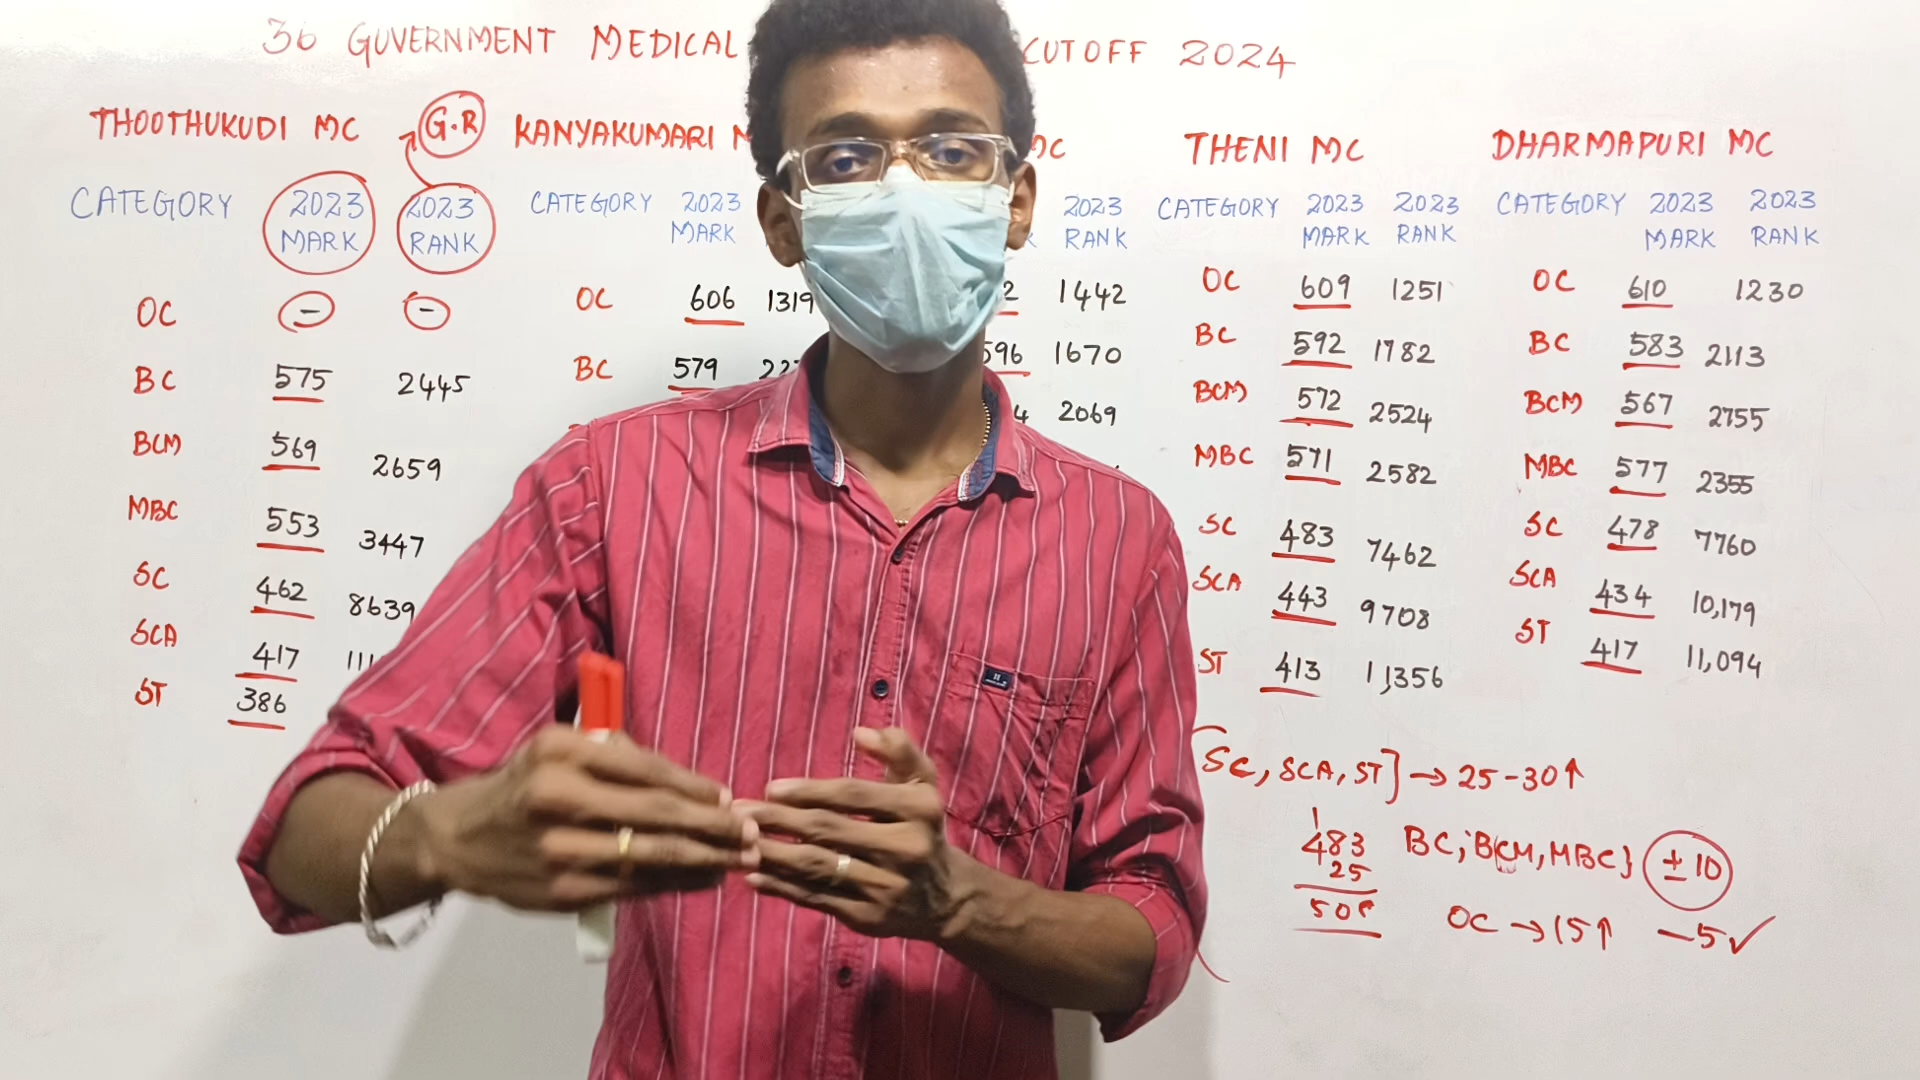 36 GUVERNMENT MEDICAL CUTOFF 2024
THOOTHUKUDI MC G.R
CATEGORY 2023 MARK 2023 RANK
OC - -
BC 575 2445
BCM 569 2659
MBC 553 3447
SC 462 8639
SCA 417
ST 386
KANYAKUMARI
CATEGORY 2023 MARK
OC 606 1319
BC 579
MC
2023 RANK
1442
596 1670
2069
THENI MC
CATEGORY 2023 MARK 2023 RANK
OC 609 1251
BC 592 1782
BCM 572 2524
MBC 571 2582
SC 483 7462
SCA 443 9708
ST 413 11,356
DHARMAPURI MC
CATEGORY 2023 MARK 2023 RANK
OC 610 1230
BC 583 2113
BCM 567 2755
MBC 577 2355
SC 478 7760
SCA 434 10,179
ST 417 11,094
SC, SCA, ST] → 25-30↑
1
483
25
508
BC, BCM, MBC} ±10
OC → 15↑ -5✓